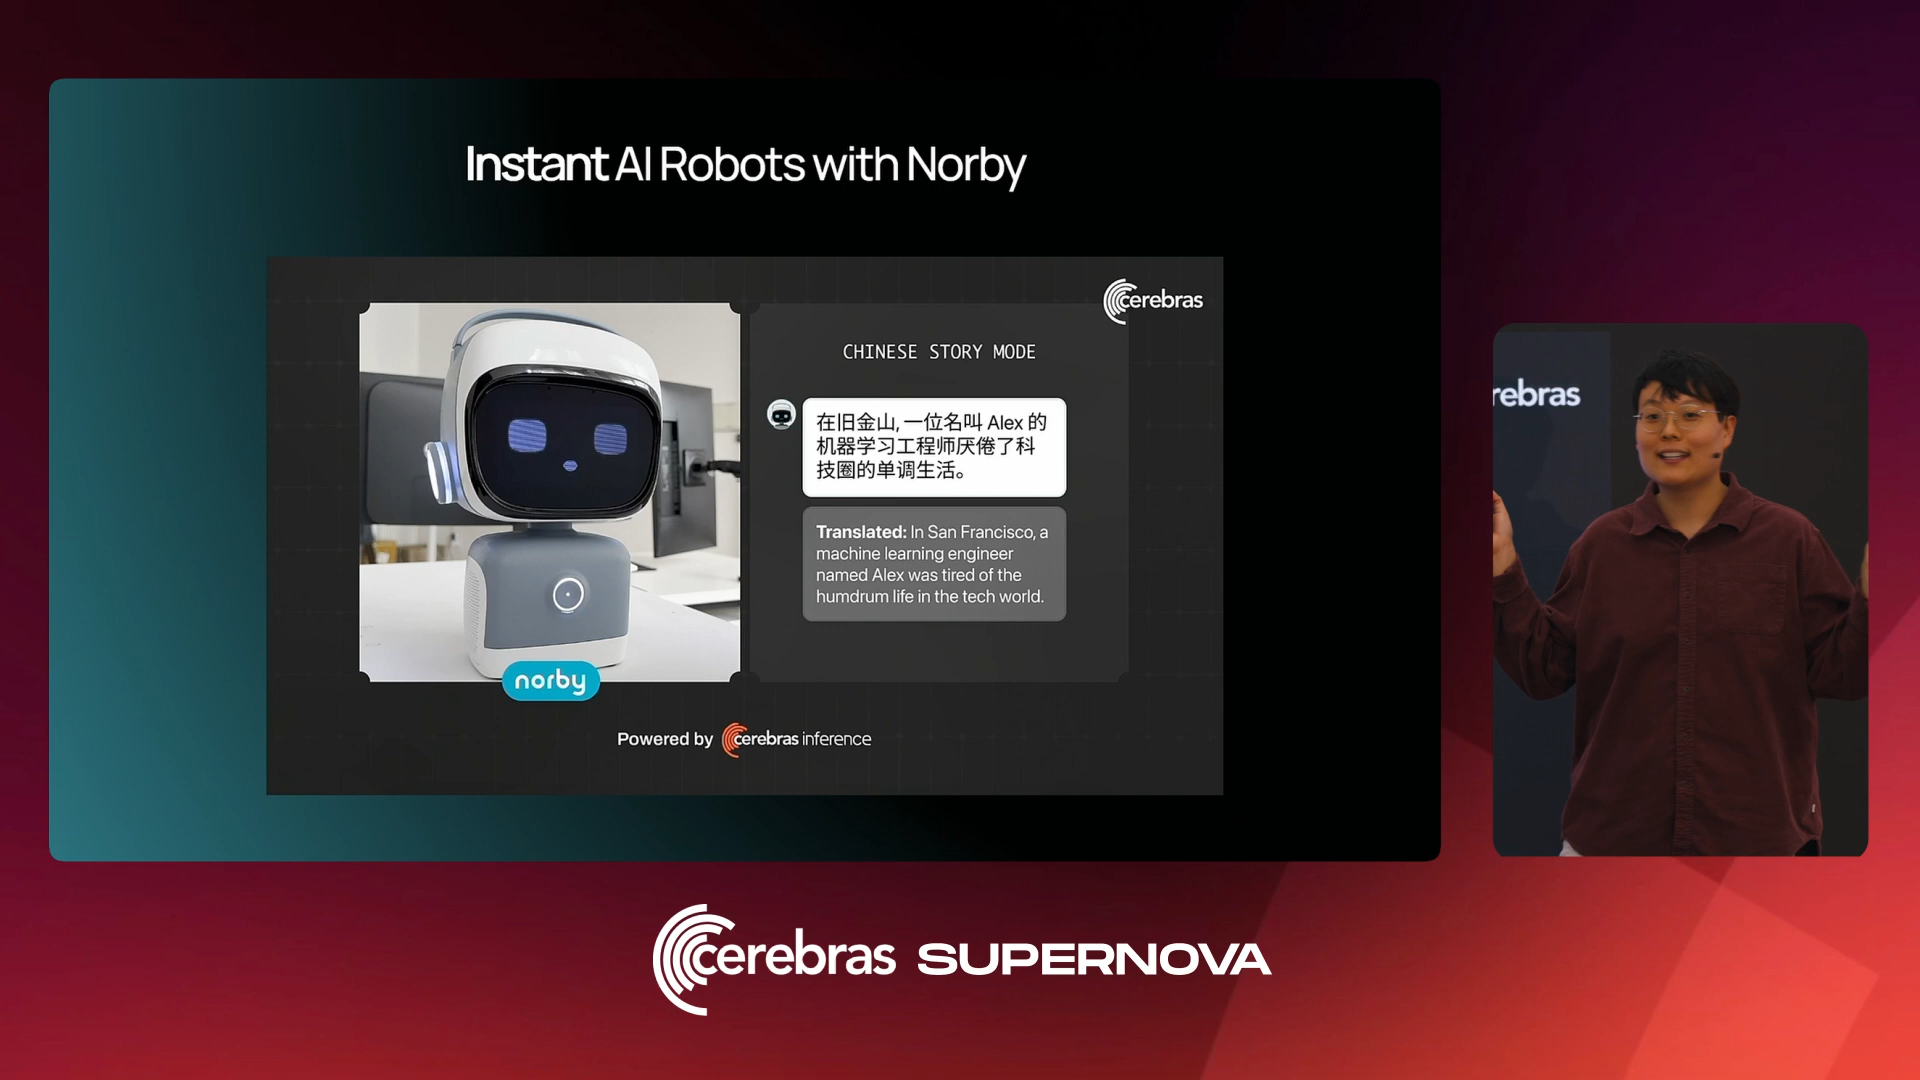 Instant AI Robots with Norby
cerebras
CHINESE STORY MODE
在旧金山, 一位名叫 Alex 的
机器学习工程师厌倦了科
技圈的单调生活。
Translated: In San Francisco, a
machine learning engineer
named Alex was tired of the
humdrum life in the tech world.
norby
Powered by cerebras inference
rebras
cerebras SUPERNOVA